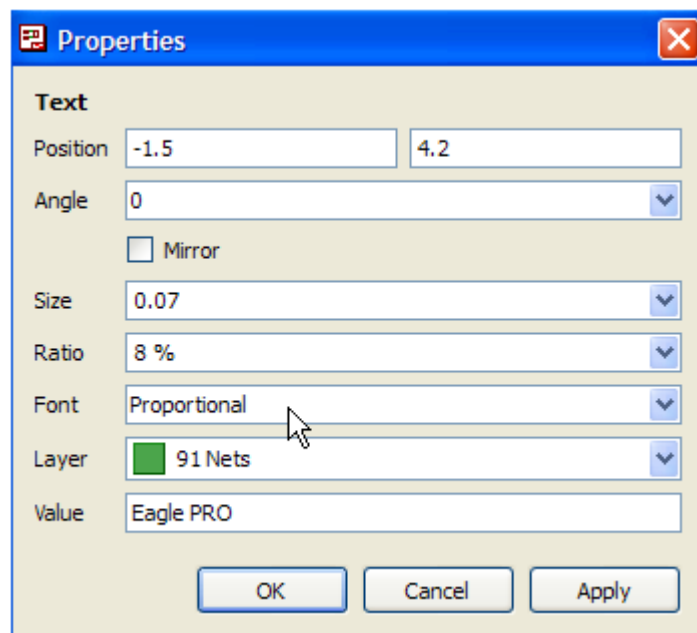 Properties
Text
Position -1.5 4.2
Angle 0
Mirror
Size 0.07
Ratio 8 %
Font Proportional
Layer 91 Nets
Value Eagle PRO
OK Cancel Apply